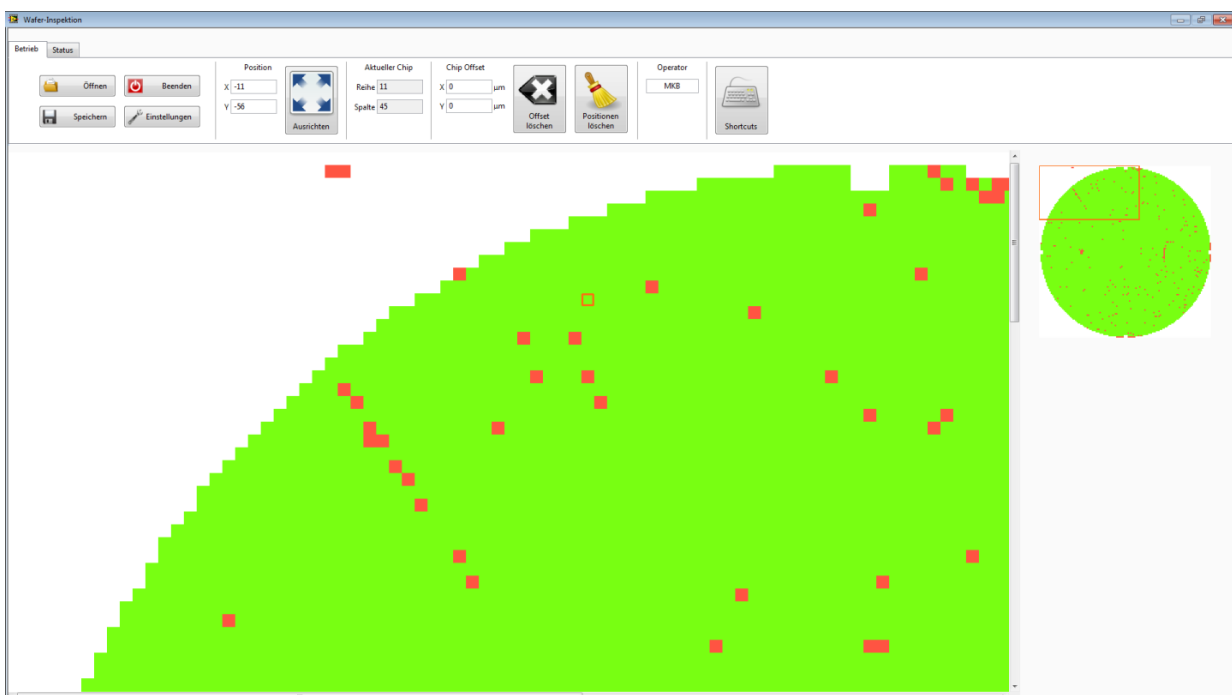 Wafer-Inspektion
Betrieb Status
Öffnen Beenden
Speichern Einstellungen
Position
X -11
Y -56
Ausrichten
Aktueller Chip
Reihe 11
Spalte 45
Chip Offset
X 0 µm
Y 0 µm
Offset
löschen
Positionen
löschen
Operator
MKB
Shortcuts